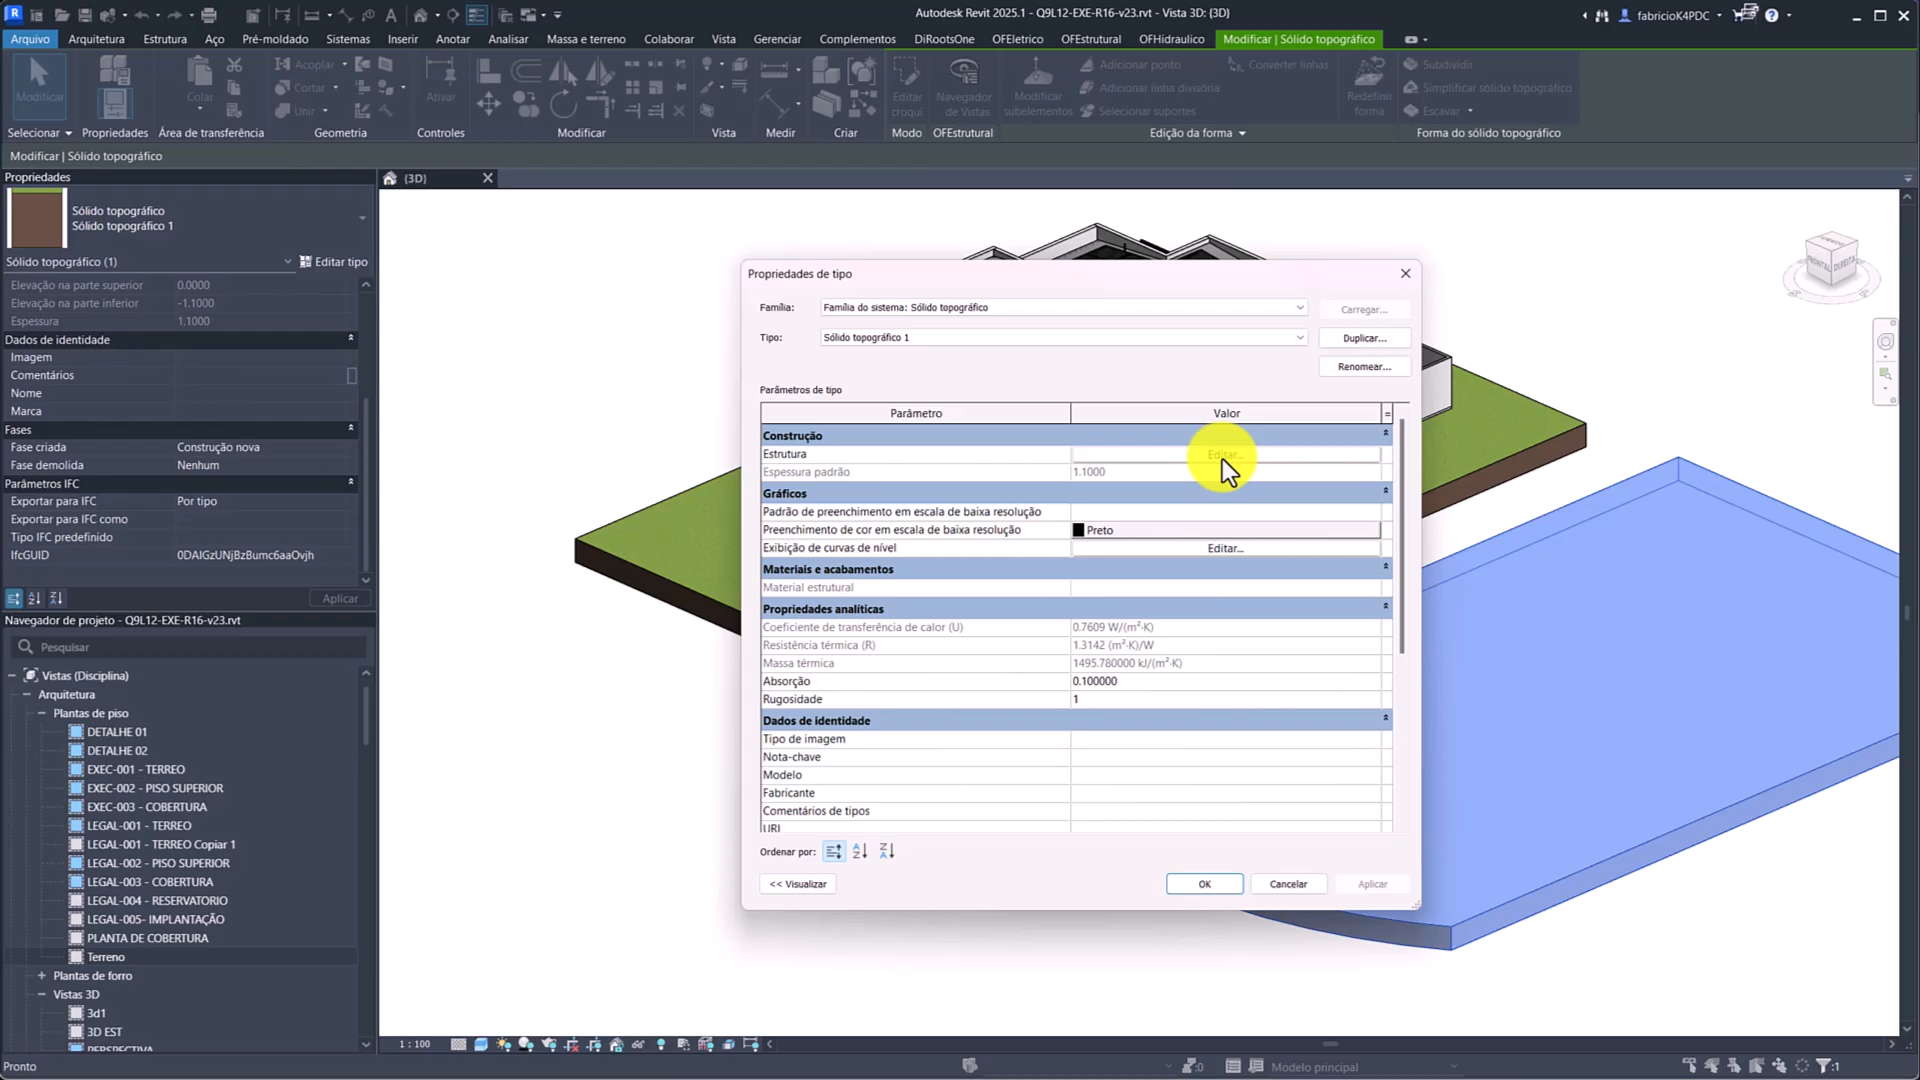 Autodesk Revit 2025.1 - Q9L12-EXE-R16-v23.rvt - Vista 3D: {3D}
fabricioK4PDC
Arquivo Arquitetura Estrutura Aço Pré-moldado Sistemas Inserir Anotar Analisar Massa e terreno Colaborar Vista Gerenciar Complementos DiRootsOne OFEletrico OFEstrutural OFHidraulico Modificar | Sólido topográfico
Modificar
Colar
Acoplar
Cortar
Unir
Ativar
Editar croqui
Navegador de Vistas
Modificar subelementos
Adicionar ponto
Adicionar linha divisória
Selecionar suportes
Converter linhas
Redefinir forma
Subdividir
Simplificar sólido topográfico
Escavar
Selecionar Propriedades Área de transferência Geometria Controles Modificar Vista Medir Criar Modo OFEstrutural Edição da forma Forma do sólido topográfico
Modificar | Sólido topográfico
Propriedades
Sólido topográfico
Sólido topográfico 1
Sólido topográfico (1)
Editar tipo
Elevação na parte superior 0.0000
Elevação na parte inferior -1.1000
Espessura 1.1000
Dados de identidade
Imagem
Comentários
Nome
Marca
Fases
Fase criada Construção nova
Fase demolida Nenhum
Parâmetros IFC
Exportar para IFC Por tipo
Exportar para IFC como
Tipo IFC predefinido
IfcGUID 0DAIGzUNjBzBumc6aaOvjh
Aplicar
Navegador de projeto - Q9L12-EXE-R16-v23.rvt
Pesquisar
Vistas (Disciplina)
Arquitetura
Plantas de piso
DETALHE 01
DETALHE 02
EXEC-001 - TERREO
EXEC-002 - PISO SUPERIOR
EXEC-003 - COBERTURA
LEGAL-001 - TERREO
LEGAL-001 - TERREO Copiar 1
LEGAL-002 - PISO SUPERIOR
LEGAL-003 - COBERTURA
LEGAL-004 - RESERVATORIO
LEGAL-005- IMPLANTAÇÃO
PLANTA DE COBERTURA
Terreno
Plantas de forro
Vistas 3D
3d1
3D EST
PERSPECTIVA
{3D}
FRONTAL
DIREITA
Propriedades de tipo
Família: Família do sistema: Sólido topográfico Carregar...
Tipo: Sólido topográfico 1 Duplicar...
Renomear...
Parâmetros de tipo
Parâmetro Valor =
Construção
Estrutura Editar...
Espessura padrão 1.1000
Gráficos
Padrão de preenchimento em escala de baixa resolução
Preenchimento de cor em escala de baixa resolução Preto
Exibição de curvas de nível Editar...
Materiais e acabamentos
Material estrutural
Propriedades analíticas
Coeficiente de transferência de calor (U) 0.7609 W/(m²·K)
Resistência térmica (R) 1.3142 (m²·K)/W
Massa térmica 1495.780000 kJ/(m²·K)
Absorção 0.100000
Rugosidade 1
Dados de identidade
Tipo de imagem
Nota-chave
Modelo
Fabricante
Comentários de tipos
URL
Ordenar por:
<< Visualizar OK Cancelar Aplicar
1 : 100
Pronto
:0
Modelo principal
:1